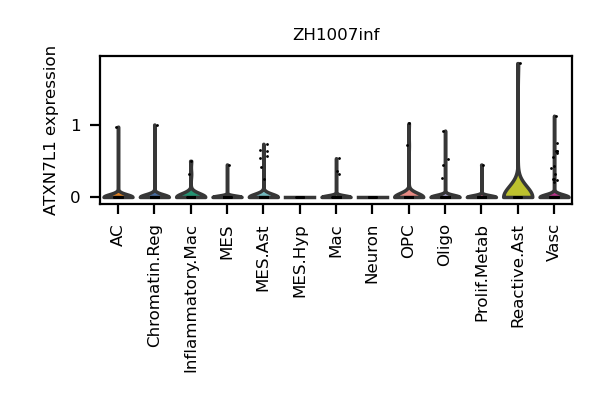 ZH1007inf
ATXN7L1 expression
1
0
AC
Chromatin.Reg
Inflammatory.Mac
MES
MES.Ast
MES.Hyp
Mac
Neuron
OPC
Oligo
Prolif.Metab
Reactive.Ast
Vasc